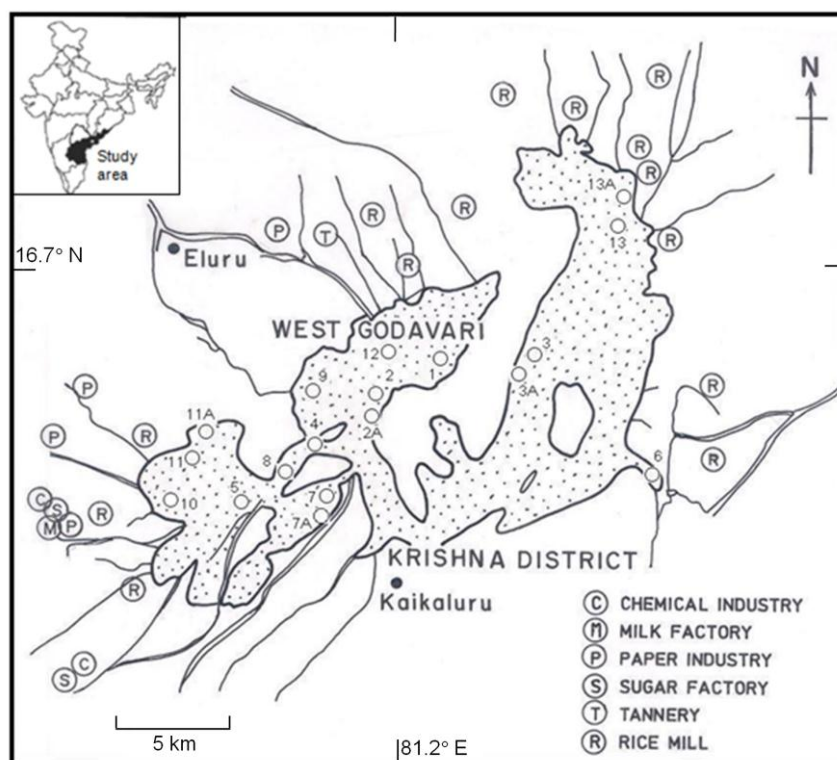 Study
area
N
R
R
R
R
R
13A
13
R
P
T
R
R
R
16.7° N
Eluru
WEST GODAVARI
12
1
3
3A
9
2
2A
P
11A
4
R
R
P
R
11
8
6
C
S
M
P
R
10
5
7
7A
KRISHNA DISTRICT
Kaikaluru
R
S
C
C CHEMICAL INDUSTRY
M MILK FACTORY
P PAPER INDUSTRY
S SUGAR FACTORY
T TANNERY
R RICE MILL
5 km
81.2° E